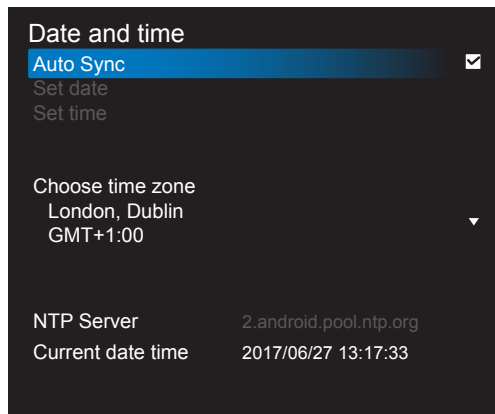 Date and time
Auto Sync
Set date
Set time
Choose time zone
London, Dublin
GMT+1:00
NTP Server 2.android.pool.ntp.org
Current date time 2017/06/27 13:17:33